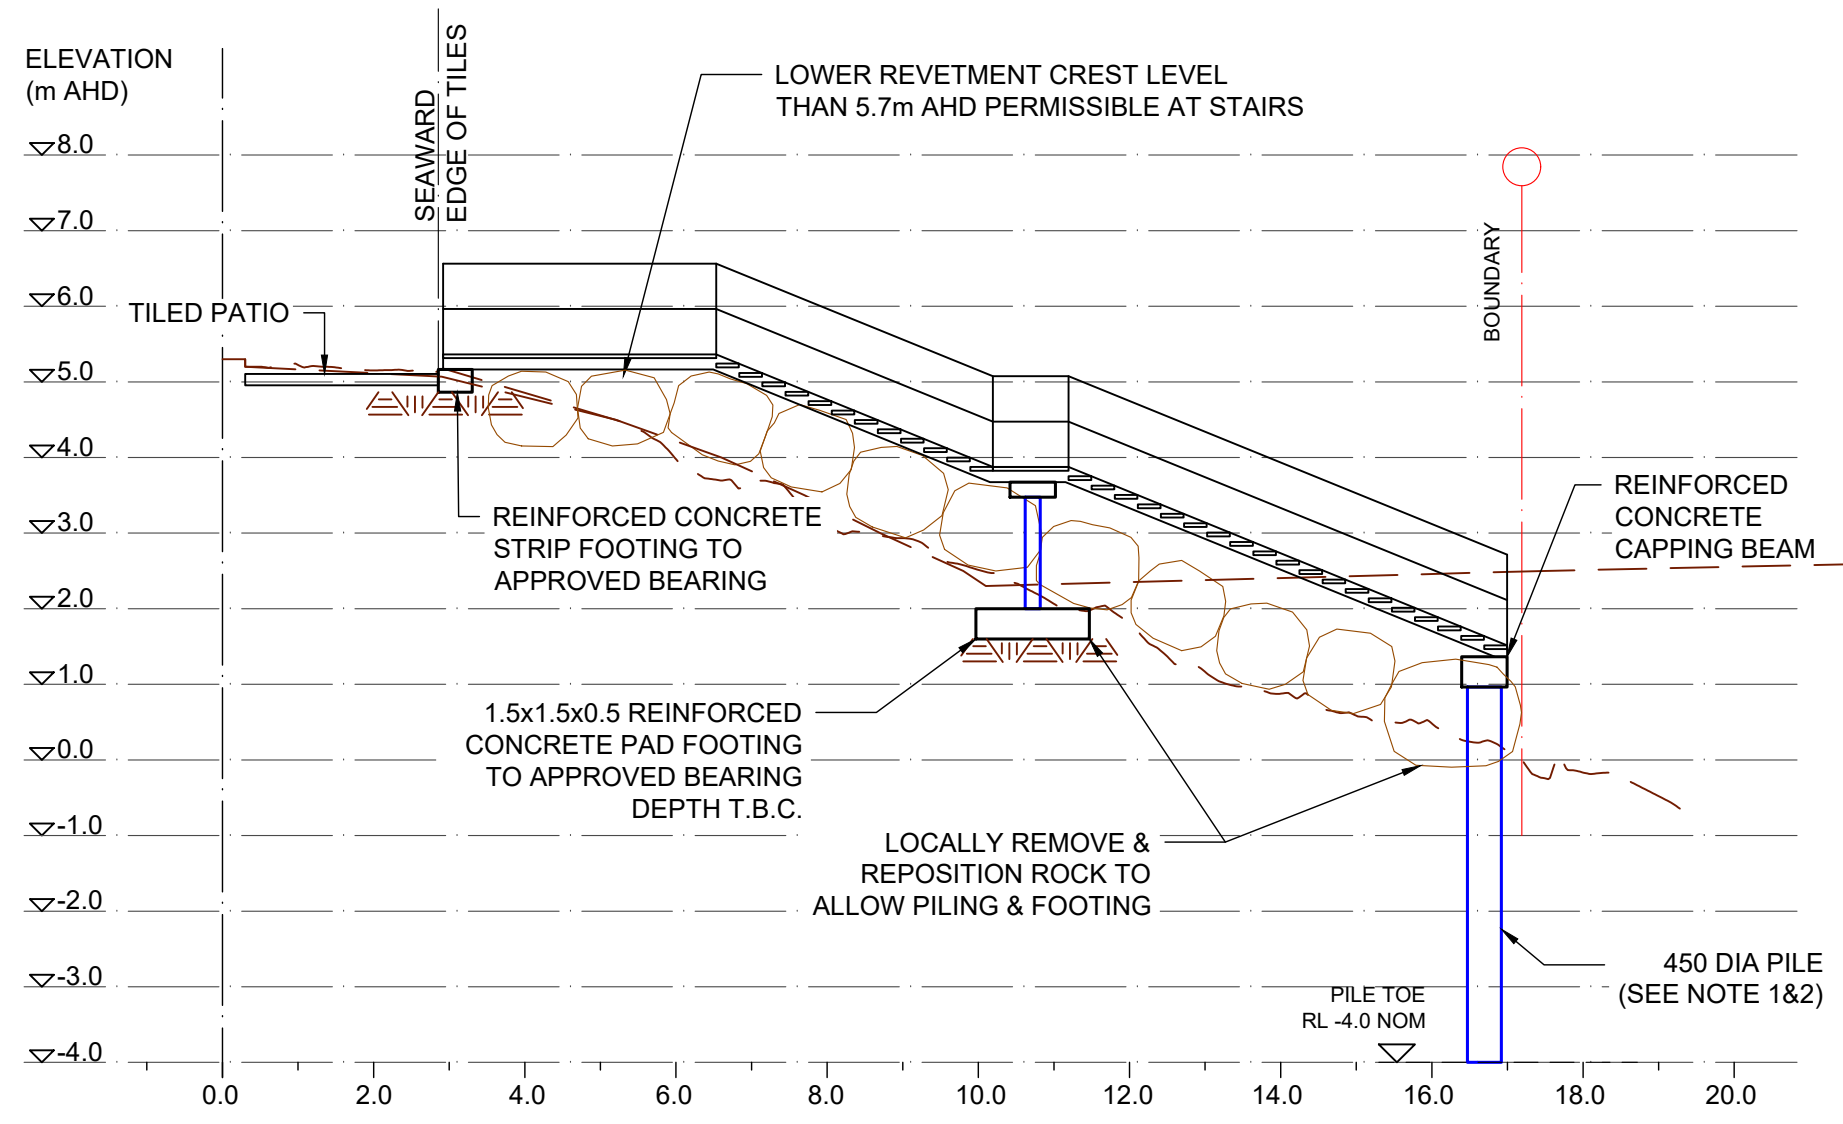 ELEVATION
(m AHD)
SEAWARD
EDGE OF TILES
LOWER REVETMENT CREST LEVEL
THAN 5.7m AHD PERMISSIBLE AT STAIRS
8.0
7.0
6.0
5.0
4.0
3.0
2.0
1.0
0.0
-1.0
-2.0
-3.0
-4.0
TILED PATIO
BOUNDARY
REINFORCED CONCRETE
STRIP FOOTING TO
APPROVED BEARING
REINFORCED
CONCRETE
CAPPING BEAM
1.5x1.5x0.5 REINFORCED
CONCRETE PAD FOOTING
TO APPROVED BEARING
DEPTH T.B.C.
LOCALLY REMOVE &
REPOSITION ROCK TO
ALLOW PILING & FOOTING
450 DIA PILE
(SEE NOTE 1&2)
PILE TOE
RL -4.0 NOM
0.0 2.0 4.0 6.0 8.0 10.0 12.0 14.0 16.0 18.0 20.0